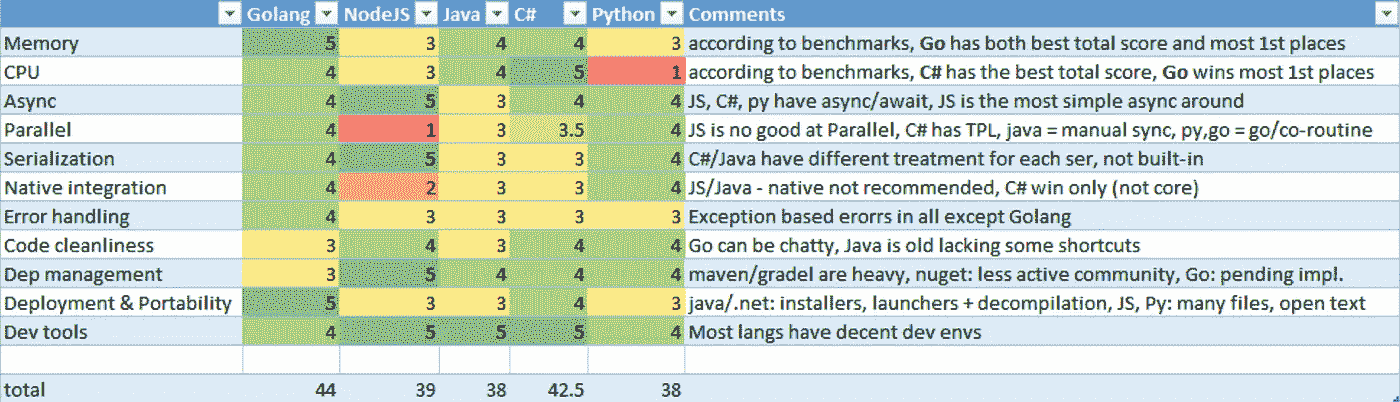 Golang NodeJS Java C# Python Comments
Memory 5 3 4 4 3 according to benchmarks, Go has both best total score and most 1st places
CPU 4 3 4 5 1 according to benchmarks, C# has the best total score, Go wins most 1st places
Async 4 5 3 4 4 JS, C#, py have async/await, JS is the most simple async around
Parallel 4 1 3 3.5 4 JS is no good at Parallel, C# has TPL, java = manual sync, py,go = go/co-routine
Serialization 4 5 3 3 4 C#/Java have different treatment for each ser, not built-in
Native integration 4 2 3 3 4 JS/Java - native not recommended, C# win only (not core)
Error handling 4 3 3 3 3 Exception based erorrs in all except Golang
Code cleanliness 3 4 3 4 4 Go can be chatty, Java is old lacking some shortcuts
Dep management 3 5 4 4 4 maven/gradel are heavy, nuget: less active community, Go: pending impl.
Deployment & Portability 5 3 3 4 3 java/.net: installers, launchers + decompilation, JS, Py: many files, open text
Dev tools 4 5 5 5 4 Most langs have decent dev envs
total 44 39 38 42.5 38